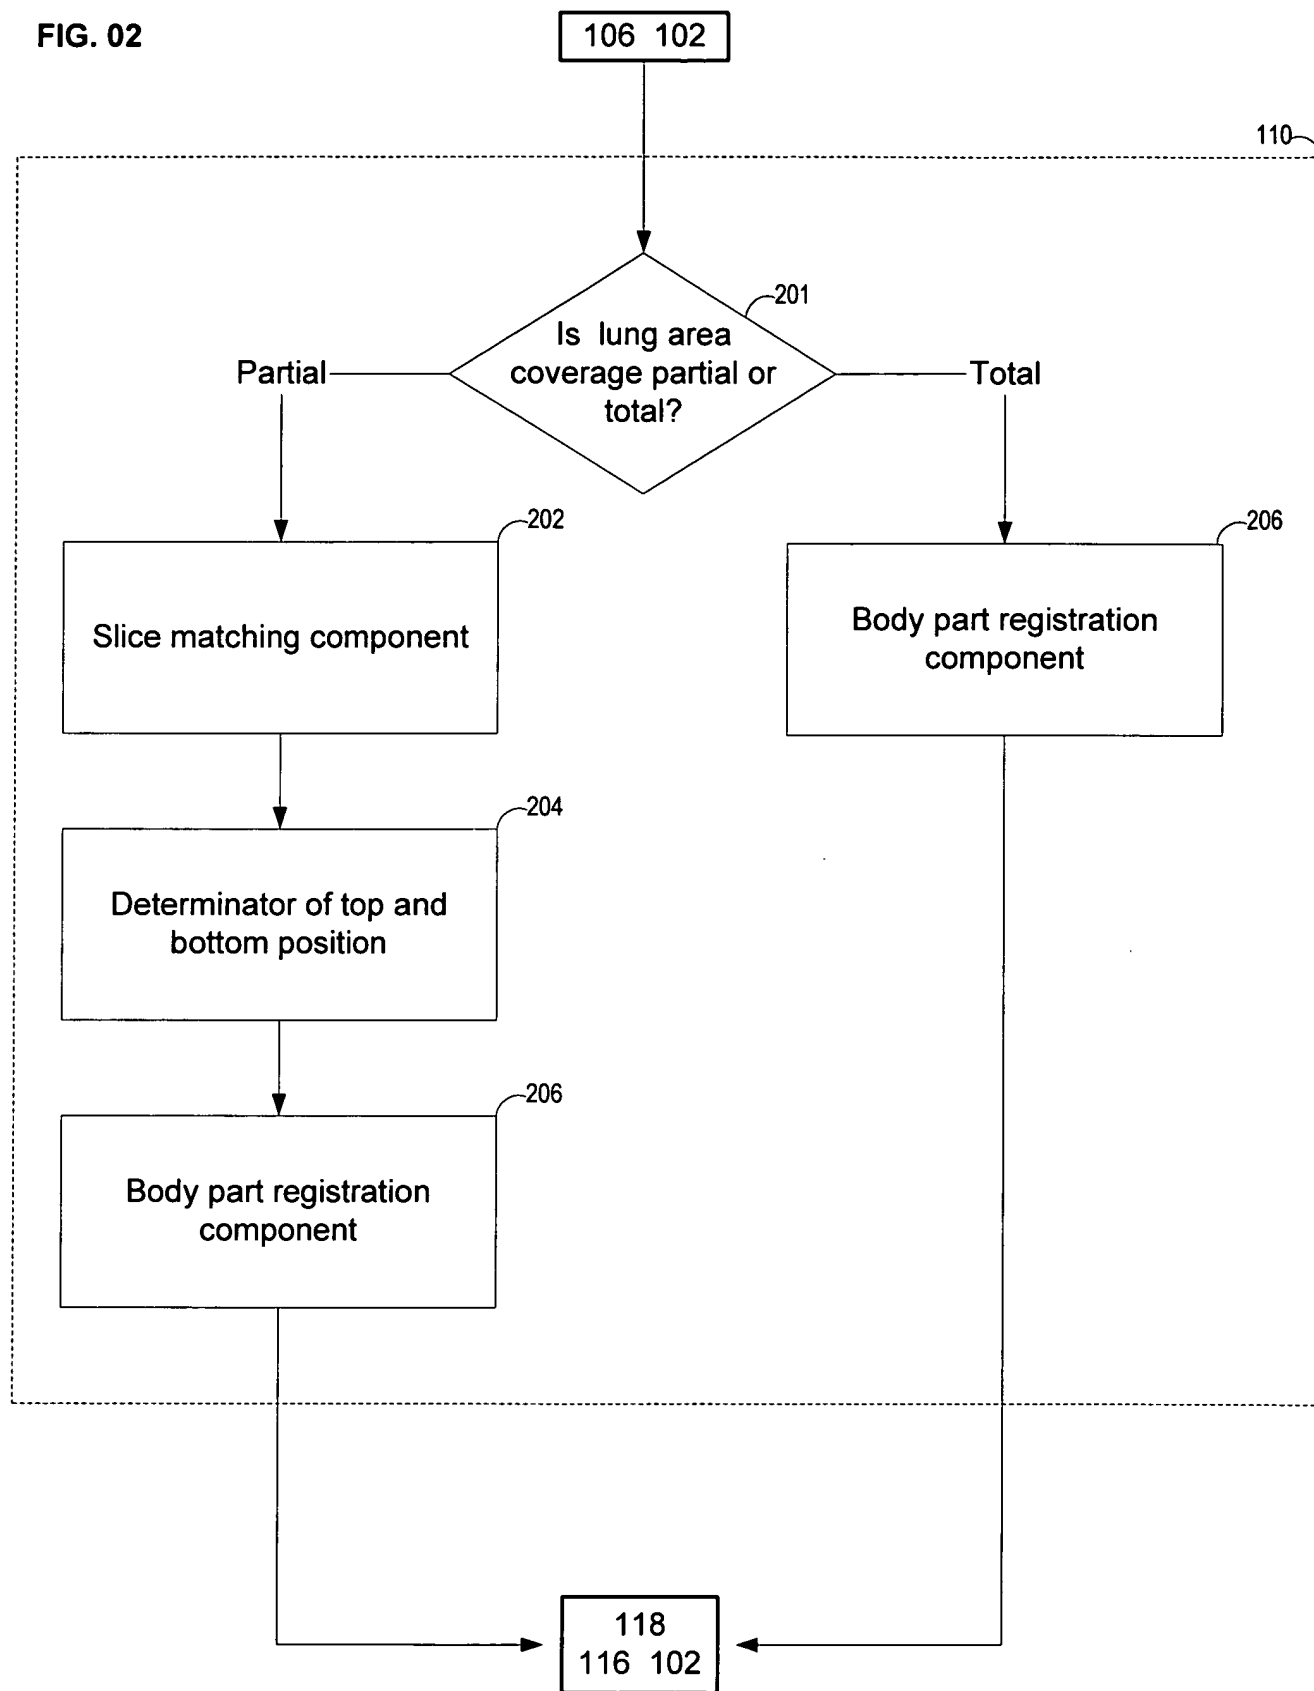 FIG. 02
106 102
110
201
Is lung area
coverage partial or
total?
Partial
Total
202
Slice matching component
206
Body part registration
component
204
Determinator of top and
bottom position
206
Body part registration
component
118
116 102